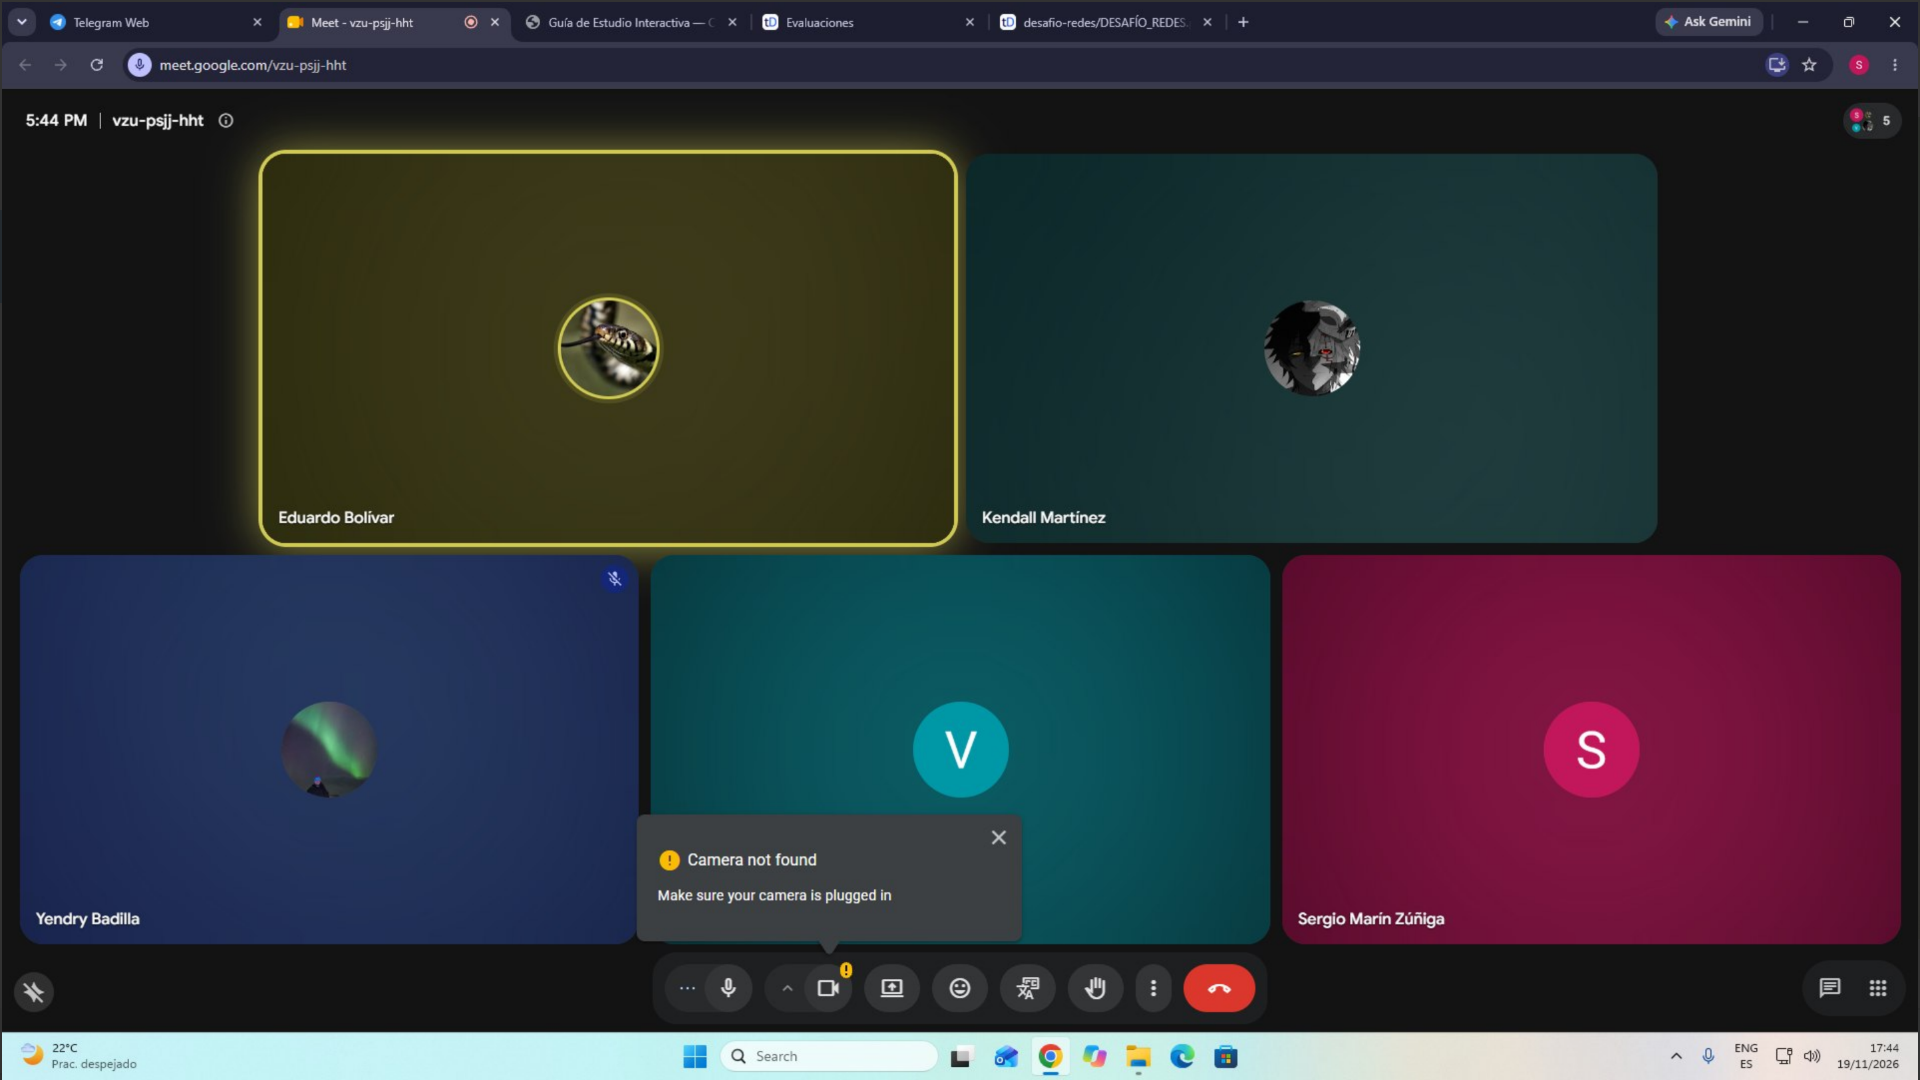 Telegram Web
Meet - vzu-psjj-hht
Guía de Estudio Interactiva — C
tD Evaluaciones
tD desafio-redes/DESAFÍO_REDES.
Ask Gemini
meet.google.com/vzu-psjj-hht
S
5:44 PM | vzu-psjj-hht
S
V
5
Eduardo Bolívar
Kendall Martínez
V
S
Camera not found
Make sure your camera is plugged in
Yendry Badilla
Sergio Marín Zúñiga
22°C
Prac. despejado
Search
ENG
ES
17:44
19/11/2026